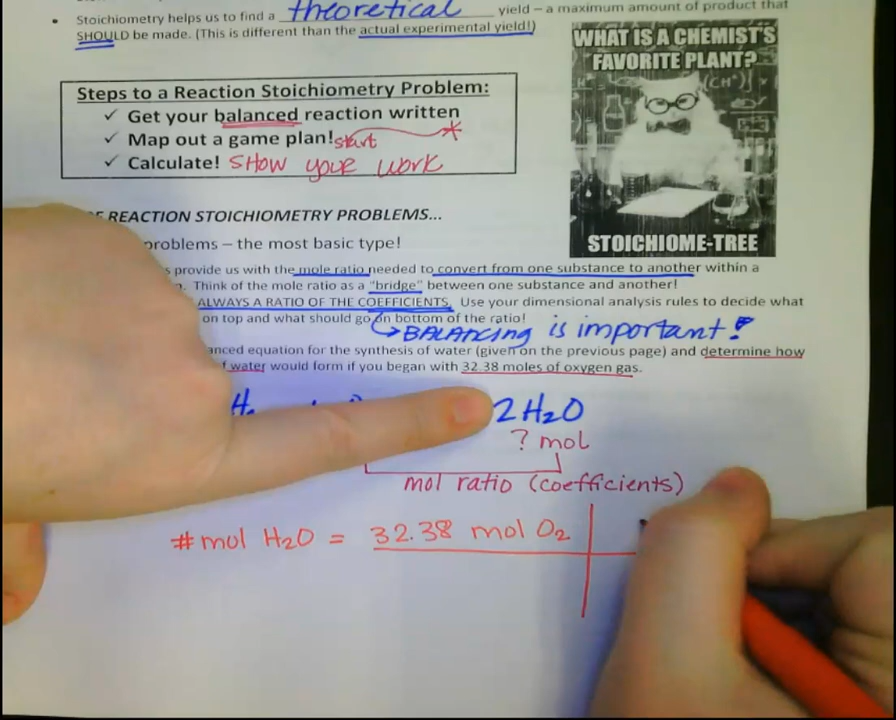 • Stoichiometry helps us to find a theoretical yield – a maximum amount of product that
SHOULD be made. (This is different than the actual experimental yield!)
WHAT IS A CHEMIST'S
FAVORITE PLANT?
STOICHIOME-TREE
Steps to a Reaction Stoichiometry Problem:
✓ Get your balanced reaction written
✓ Map out a game plan! start *
✓ Calculate! SHOW your work
REACTION STOICHIOMETRY PROBLEMS...
problems – the most basic type!
provide us with the mole ratio needed to convert from one substance to another within a
. Think of the mole ratio as a "bridge" between one substance and another!
ALWAYS A RATIO OF THE COEFFICIENTS. Use your dimensional analysis rules to decide what
on top and what should go on bottom of the ratio!
↳ BALANCING is important!
anced equation for the synthesis of water (given on the previous page) and determine how
f water would form if you began with 32.38 moles of oxygen gas.
2H₂O
? mol
mol ratio (coefficients)
#mol H₂O = 32.38 mol O₂